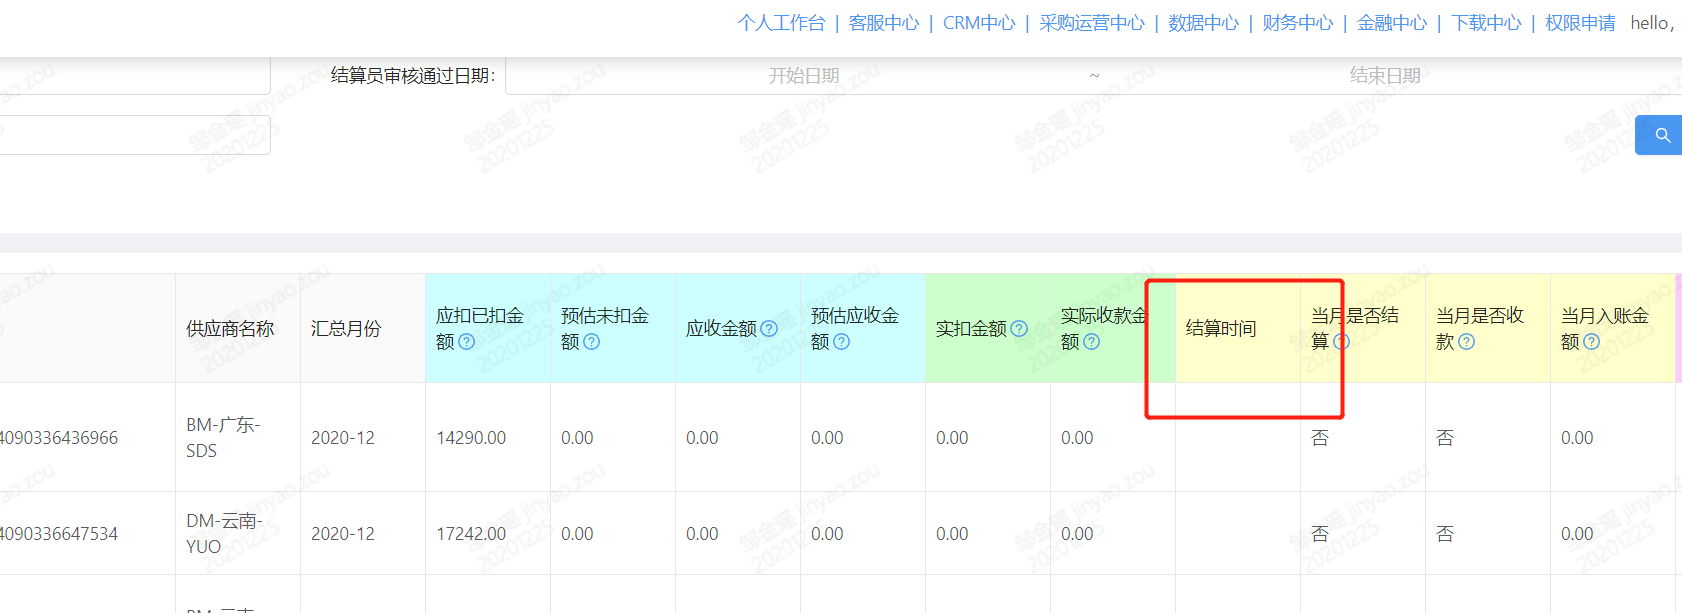 个人工作台 | 客服中心 | CRM中心 | 采购运营中心 | 数据中心 | 财务中心 | 金融中心 | 下载中心 | 权限申请 hello,
结算员审核通过日期: 开始日期 ~ 结束日期
邹金瑶 jinyao.zou
20201225
供应商名称
汇总月份
应扣已扣金
额
预估未扣金
额
应收金额
预估应收金
额
实扣金额
实际收款金
额
结算时间
当月是否结
算
当月是否收
款
当月入账金
额
4090336436966
BM-广东-
SDS
2020-12
14290.00
0.00
0.00
0.00
0.00
0.00
否
否
0.00
4090336647534
DM-云南-
YUO
2020-12
17242.00
0.00
0.00
0.00
0.00
0.00
否
否
0.00